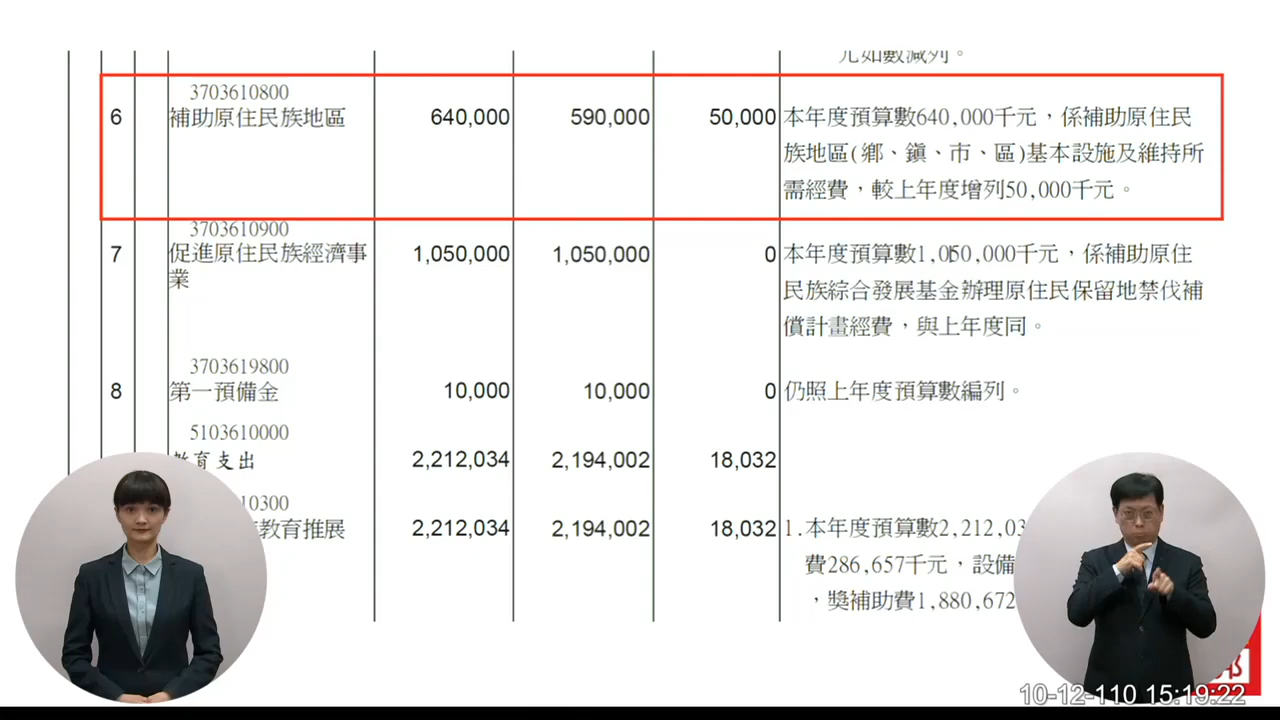 元如數減列。
3703610800
6 補助原住民族地區 640,000 590,000 50,000 本年度預算數640,000千元，係補助原住民
族地區(鄉、鎮、市、區)基本設施及維持所
需經費，較上年度增列50,000千元。
3703610900
7 促進原住民族經濟事 1,050,000 1,050,000 0 本年度預算數1,050,000千元，係補助原住
業
民族綜合發展基金辦理原住民保留地禁伐補
償計畫經費，與上年度同。
3703619800
8 第一預備金 10,000 10,000 0 仍照上年度預算數編列。
5103610000
教育支出 2,212,034 2,194,002 18,032
10300
教育推展 2,212,034 2,194,002 18,032 1.本年度預算數2,212,03
費286,657千元，設備
，獎補助費1,880,672
10-12-110 15:19:22